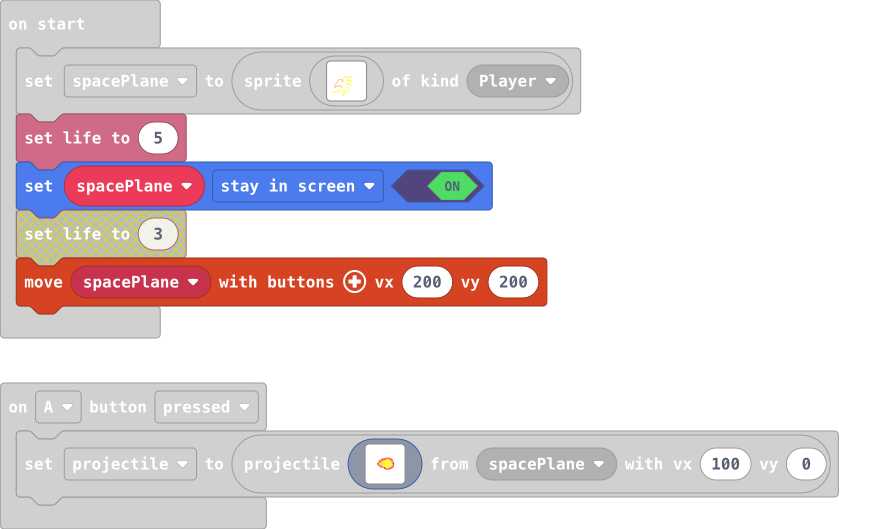 on start
set spacePlane to sprite of kind Player
set life to 5
set spacePlane stay in screen ON
set life to 3
move spacePlane with buttons vx 200 vy 200
on A button pressed
set projectile to projectile from spacePlane with vx 100 vy 0